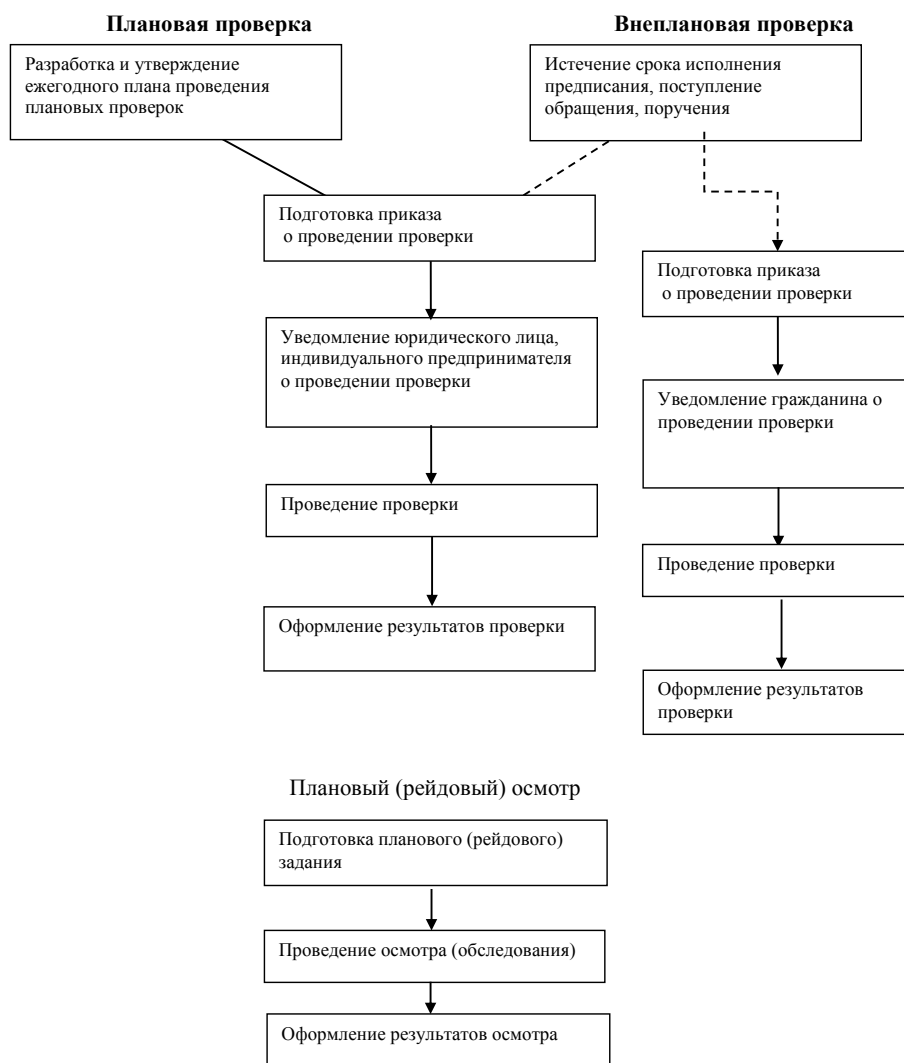 Плановая проверка
Внеплановая проверка
Разработка и утверждение
ежегодного плана проведения
плановых проверок
Истечение срока исполнения
предписания, поступление
обращения, поручения
Подготовка приказа
о проведении проверки
Уведомление юридического лица,
индивидуального предпринимателя
о проведении проверки
Проведение проверки
Оформление результатов проверки
Подготовка приказа
о проведении проверки
Уведомление гражданина о
проведении проверки
Проведение проверки
Оформление результатов
проверки
Плановый (рейдовый) осмотр
Подготовка планового (рейдового)
задания
Проведение осмотра (обследования)
Оформление результатов осмотра